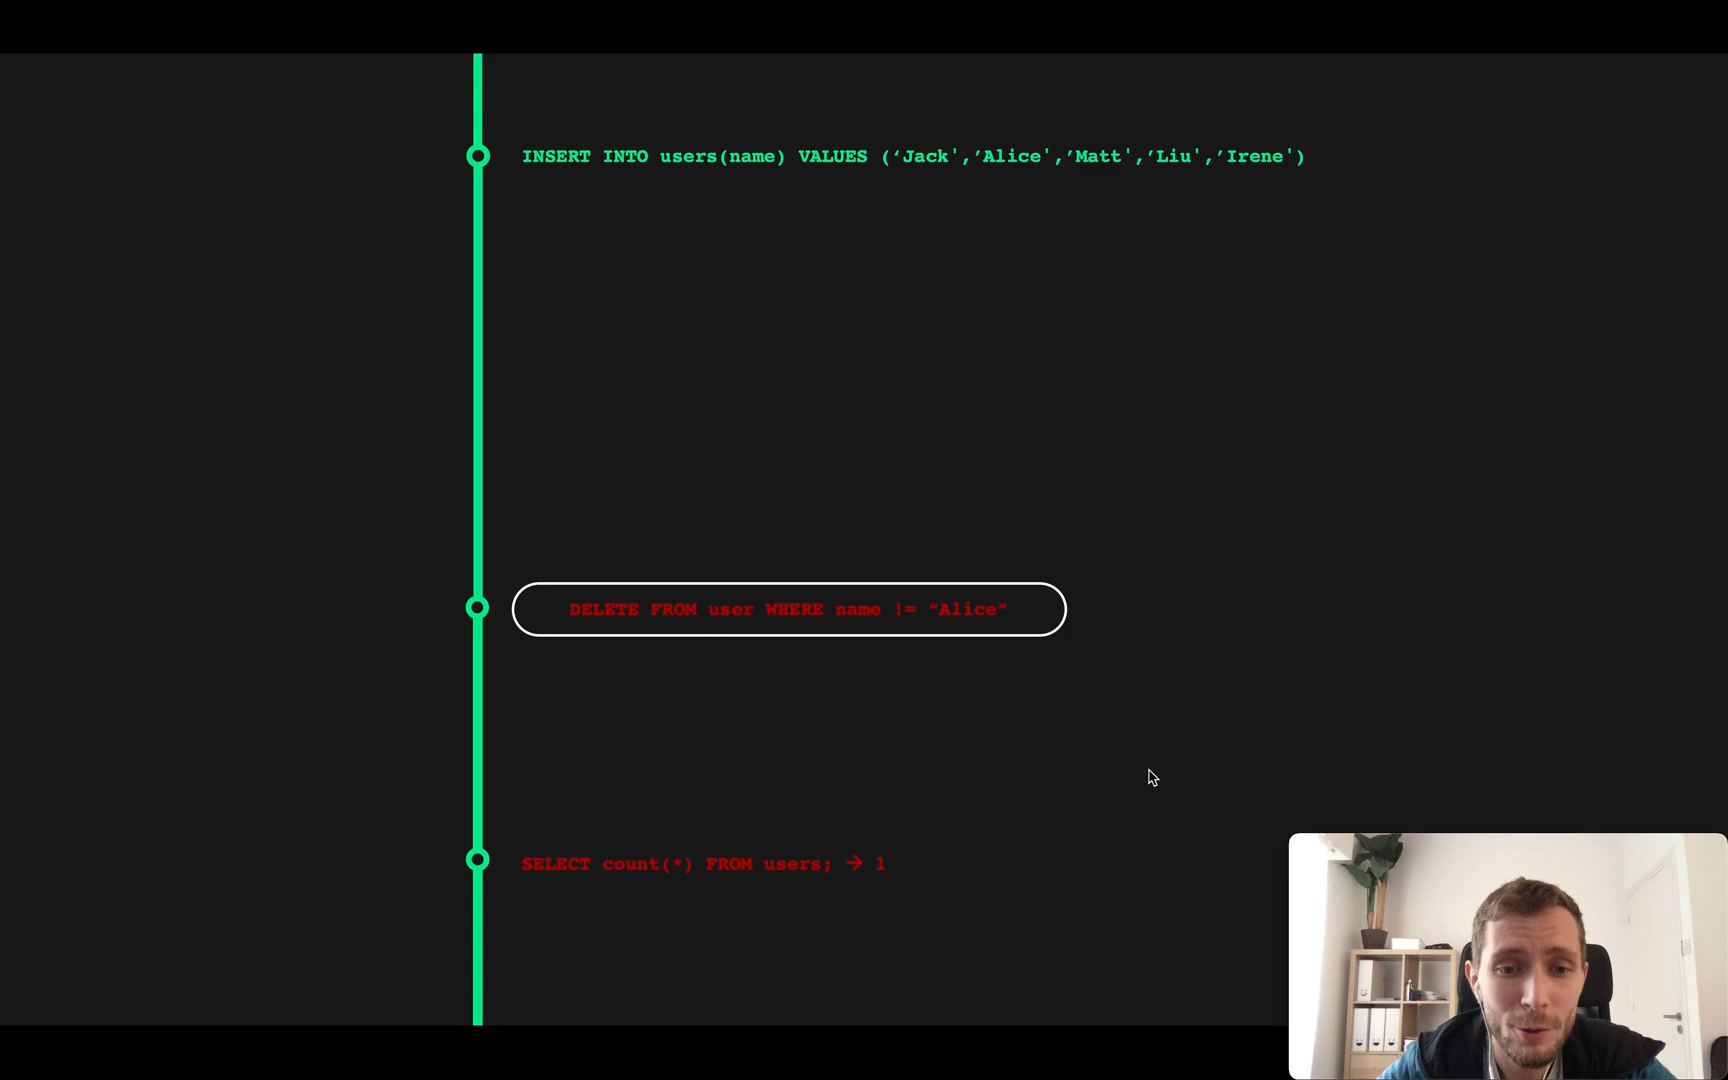 INSERT INTO users(name) VALUES (‘Jack',’Alice',’Matt',’Liu',’Irene')
DELETE FROM user WHERE name != “Alice”
SELECT count(*) FROM users; → 1